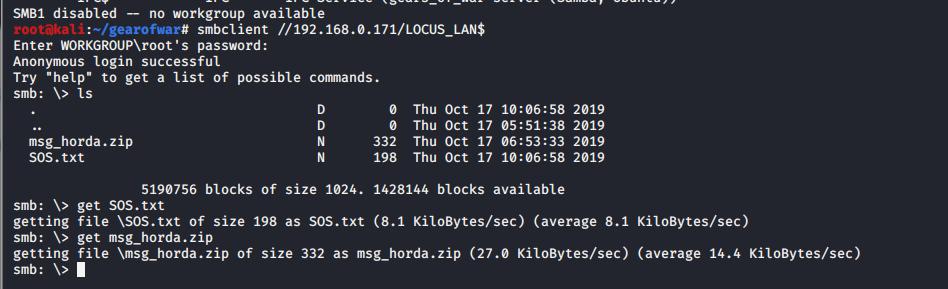 SMB1 disabled -- no workgroup available
root@kali:~/gearofwar# smbclient //192.168.0.171/LOCUS_LAN$
Enter WORKGROUP\root's password:
Anonymous login successful
Try "help" to get a list of possible commands.
smb: \> ls
. D 0 Thu Oct 17 10:06:58 2019
.. D 0 Thu Oct 17 05:51:38 2019
msg_horda.zip N 332 Thu Oct 17 06:53:33 2019
SOS.txt N 198 Thu Oct 17 10:06:58 2019
5190756 blocks of size 1024. 1428144 blocks available
smb: \> get SOS.txt
getting file \SOS.txt of size 198 as SOS.txt (8.1 KiloBytes/sec) (average 8.1 KiloBytes/sec)
smb: \> get msg_horda.zip
getting file \msg_horda.zip of size 332 as msg_horda.zip (27.0 KiloBytes/sec) (average 14.4 KiloBytes/sec)
smb: \>